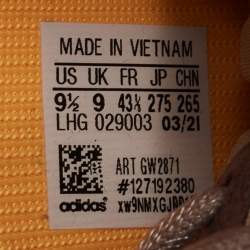 MADE IN VIETNAM
US UK FR JP CHN
9½ 9 43⅓ 275 265
LHG 029003 03/21
ART GW2871
#127192380
adidas